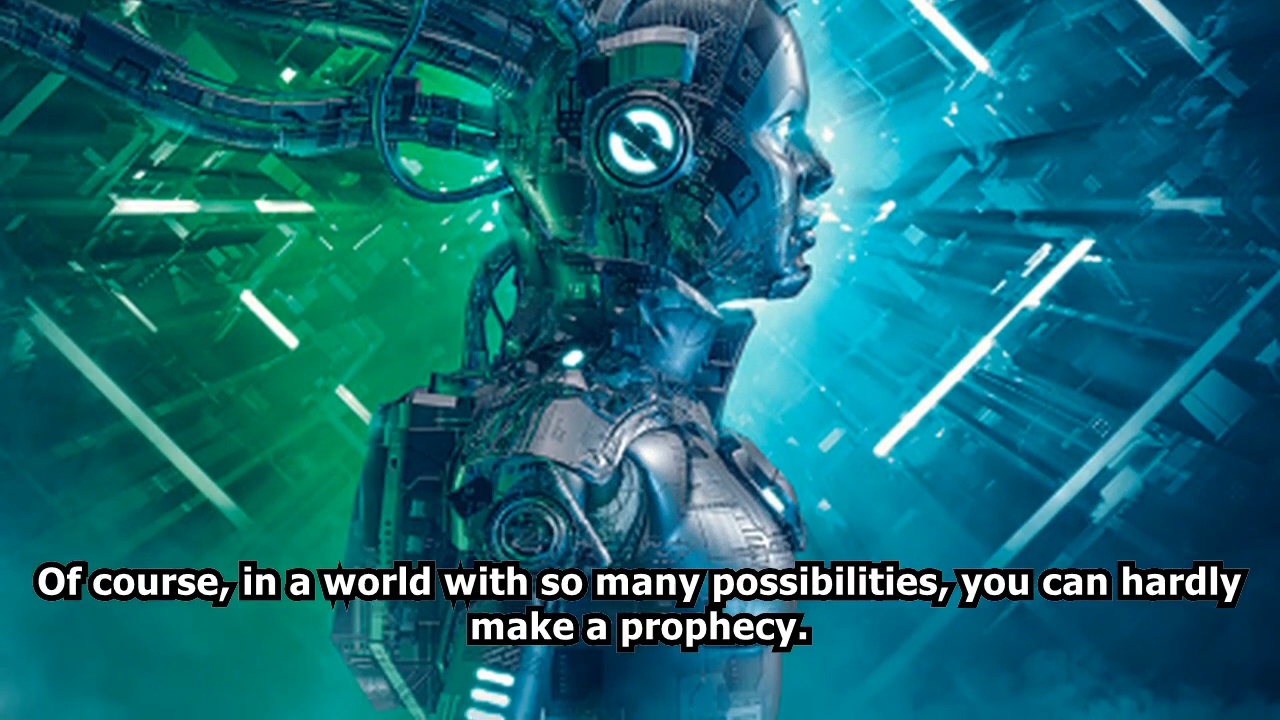 Of course, in a world with so many possibilities, you can hardly
make a prophecy.